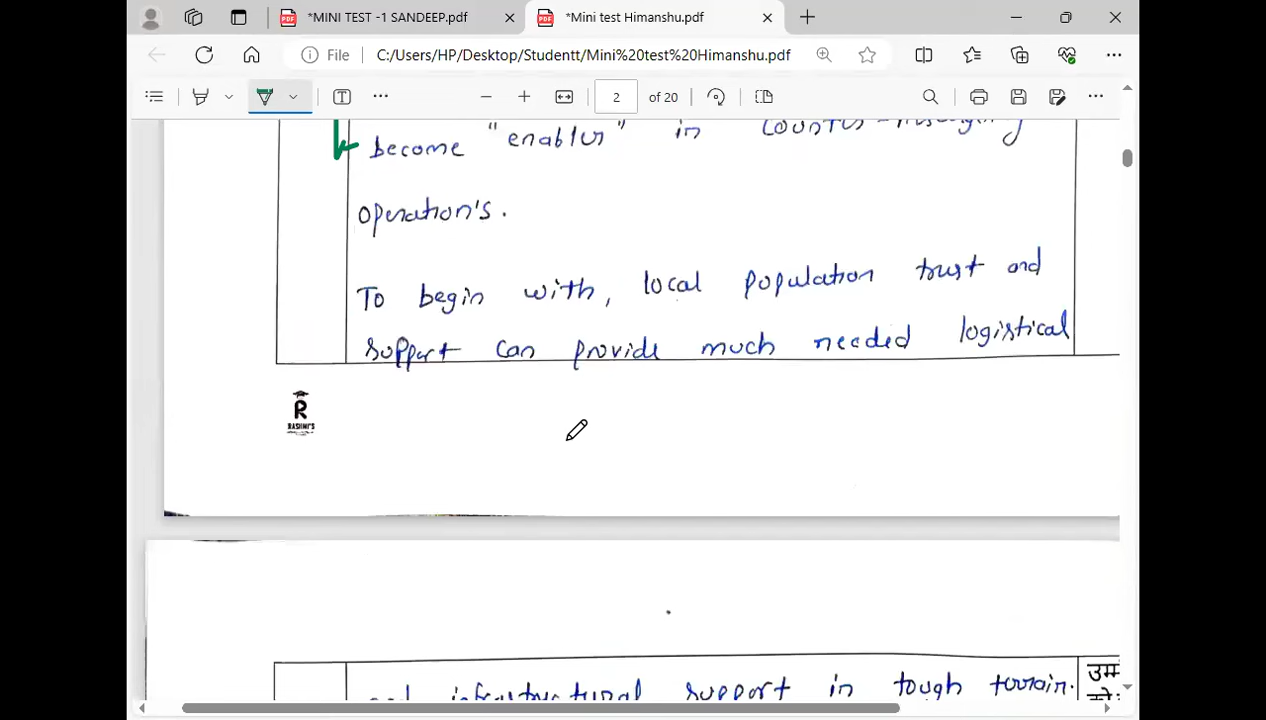 *MINI TEST -1 SANDEEP.pdf
*Mini test Himanshu.pdf
File
C:/Users/HP/Desktop/Studentt/Mini%20test%20Himanshu.pdf
2 of 20
become "enabler" in
operation's.
To begin with, local population trust and
support can provide much needed logistical
R
RASHMI'S
infrastructural support in tough terrain.